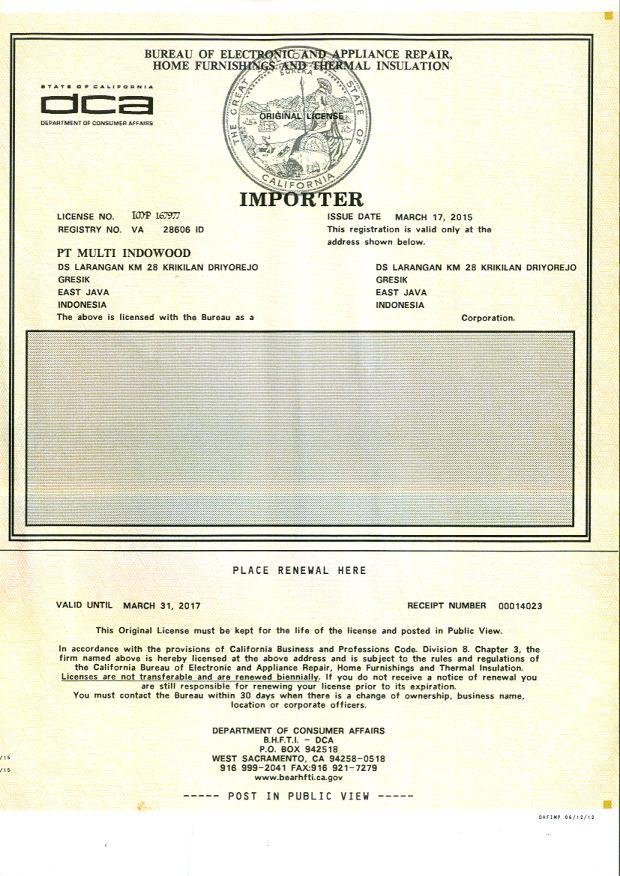 BUREAU OF ELECTRONIC AND APPLIANCE REPAIR,
HOME FURNISHINGS AND THERMAL INSULATION
STATE OF CALIFORNIA
dca
DEPARTMENT OF CONSUMER AFFAIRS
THE GREAT SEAL OF THE STATE OF CALIFORNIA
EUREKA
ORIGINAL LICENSE
IMPORTER
LICENSE NO. IMP 167977
ISSUE DATE MARCH 17, 2015
REGISTRY NO. VA 28606 ID
This registration is valid only at the
address shown below.
PT MULTI INDOWOOD
DS LARANGAN KM 28 KRIKILAN DRIYOREJO
GRESIK
EAST JAVA
INDONESIA
DS LARANGAN KM 28 KRIKILAN DRIYOREJO
GRESIK
EAST JAVA
INDONESIA
The above is licensed with the Bureau as a Corporation.
PLACE RENEWAL HERE
VALID UNTIL MARCH 31, 2017
RECEIPT NUMBER 00014023
This Original License must be kept for the life of the license and posted in Public View.
In accordance with the provisions of California Business and Professions Code. Division 8. Chapter 3, the
firm named above is hereby licensed at the above address and is subject to the rules and regulations of
the California Bureau of Electronic and Appliance Repair, Home Furnishings and Thermal Insulation.
Licenses are not transferable and are renewed biennially. If you do not receive a notice of renewal you
are still responsible for renewing your license prior to its expiration.
You must contact the Bureau within 30 days when there is a change of ownership, business name,
location or corporate officers.
DEPARTMENT OF CONSUMER AFFAIRS
B.H.F.T.I. - DCA
P.O. BOX 942518
WEST SACRAMENTO, CA 94258-0518
916 999-2041 FAX:916 921-7279
www.bearhfti.ca.gov
/15
/15
----- POST IN PUBLIC VIEW -----
OHFIMP 06/12/12